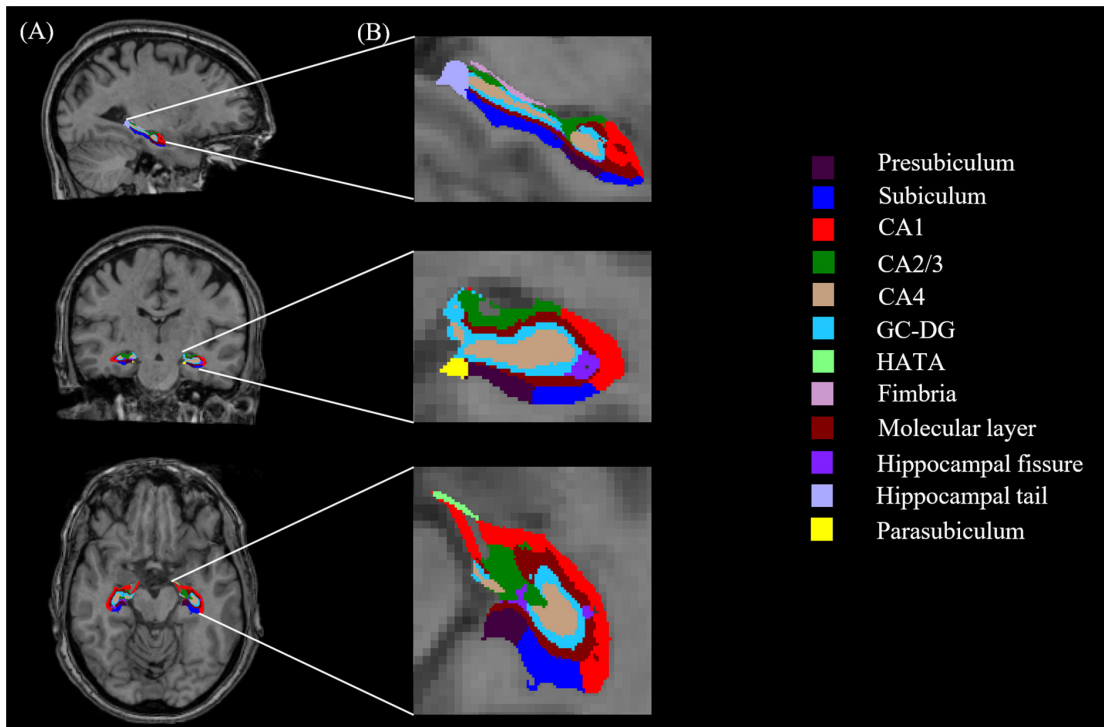 (A)
(B)
Presubiculum
Subiculum
CA1
CA2/3
CA4
GC-DG
HATA
Fimbria
Molecular layer
Hippocampal fissure
Hippocampal tail
Parasubiculum